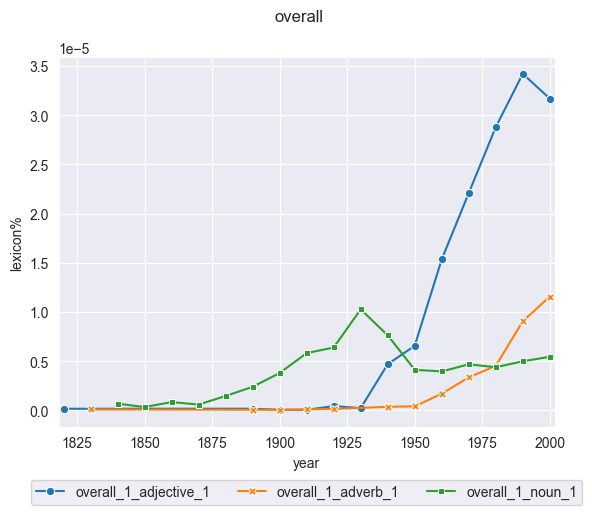 overall
1e−5
3.5
3.0
2.5
2.0
1.5
1.0
0.5
0.0
lexicon%
1825 1850 1875 1900 1925 1950 1975 2000
year
overall_1_adjective_1 overall_1_adverb_1 overall_1_noun_1